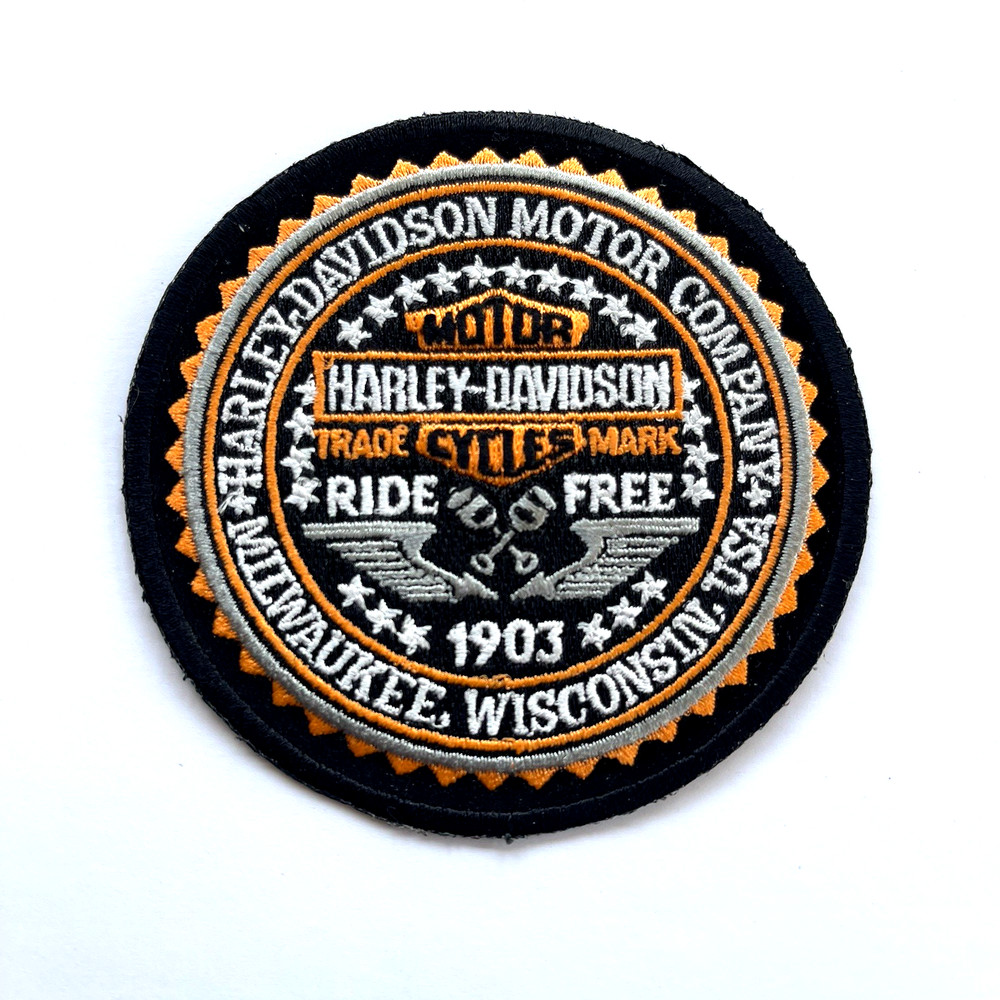 HARLEY-DAVIDSON MOTOR COMPANY
MOTOR
HARLEY-DAVIDSON
TRADE CYCLES MARK
RIDE FREE
1903
MILWAUKEE, WISCONSIN, USA